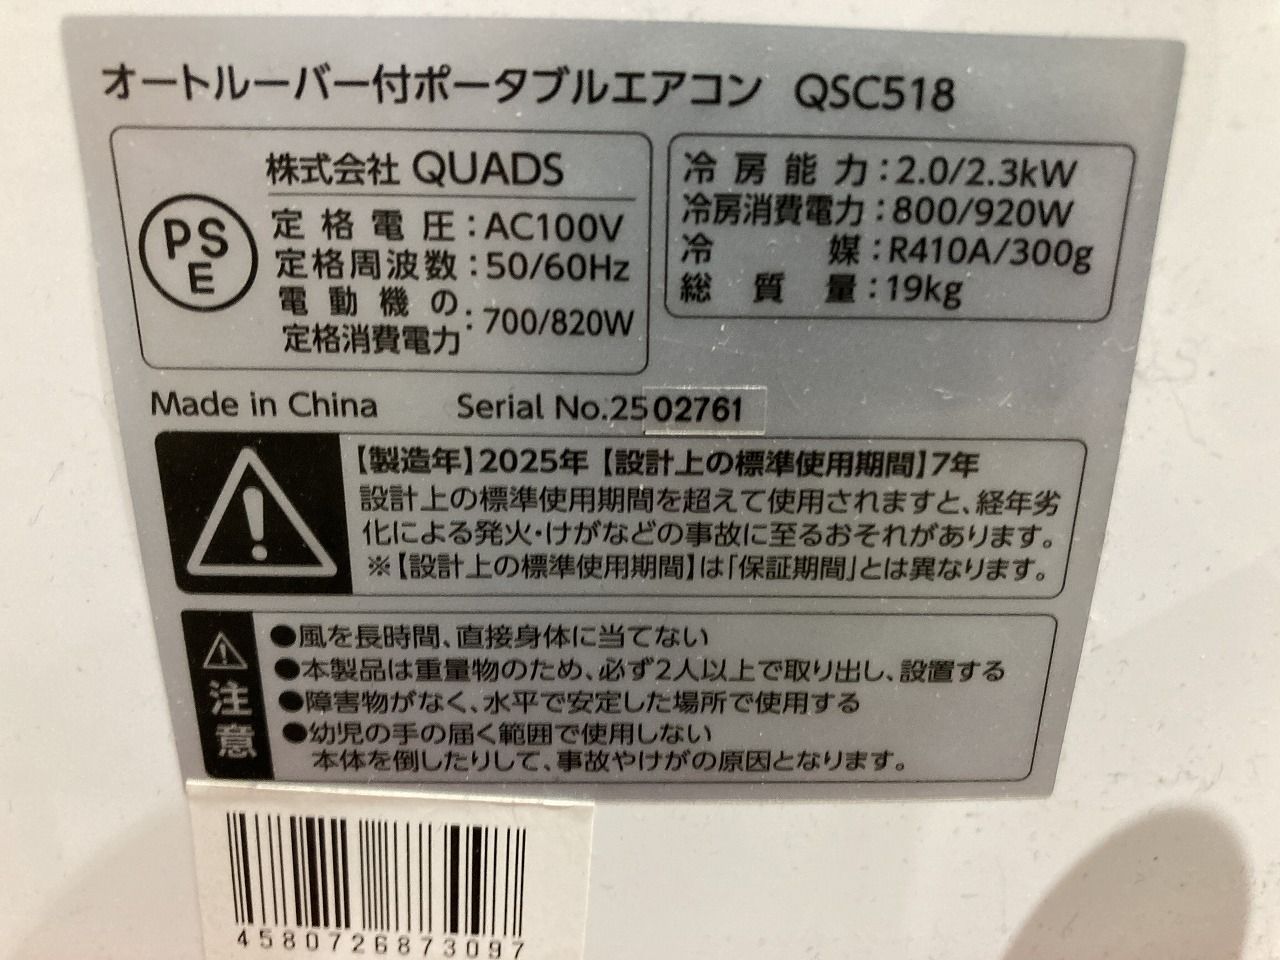 オートルーバー付ポータブルエアコン QSC518
株式会社 QUADS
PSE
定格電圧:AC100V
定格周波数:50/60Hz
電動機の
定格消費電力:700/820W
冷房能力:2.0/2.3kW
冷房消費電力:800/920W
冷媒:R410A/300g
総質量:19kg
Made in China Serial No.2502761
【製造年】2025年【設計上の標準使用期間】7年
設計上の標準使用期間を超えて使用されますと、経年劣
化による発火・けがなどの事故に至るおそれがあります。
※【設計上の標準使用期間】は「保証期間」とは異なります。
注意
●風を長時間、直接身体に当てない
●本製品は重量物のため、必ず2人以上で取り出し、設置する
●障害物がなく、水平で安定した場所で使用する
●幼児の手の届く範囲で使用しない
本体を倒したりして、事故やけがの原因となります。
4580726873097